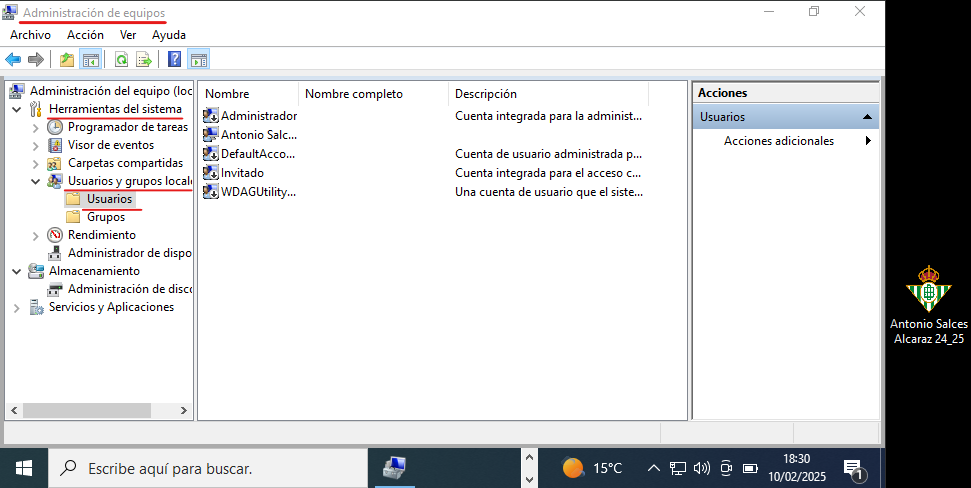 Administración de equipos
Archivo Acción Ver Ayuda
Administración del equipo (loc
Herramientas del sistema
Programador de tareas
Visor de eventos
Carpetas compartidas
Usuarios y grupos locale
Usuarios
Grupos
Rendimiento
Administrador de dispo
Almacenamiento
Administración de disco
Servicios y Aplicaciones
Nombre Nombre completo Descripción
Administrador Cuenta integrada para la administ...
Antonio Salc...
DefaultAcco... Cuenta de usuario administrada p...
Invitado Cuenta integrada para el acceso c...
WDAGUtility... Una cuenta de usuario que el siste...
Acciones
Usuarios
Acciones adicionales
Antonio Salces
Alcaraz 24_25
Escribe aquí para buscar.
15°C
18:30
10/02/2025
1